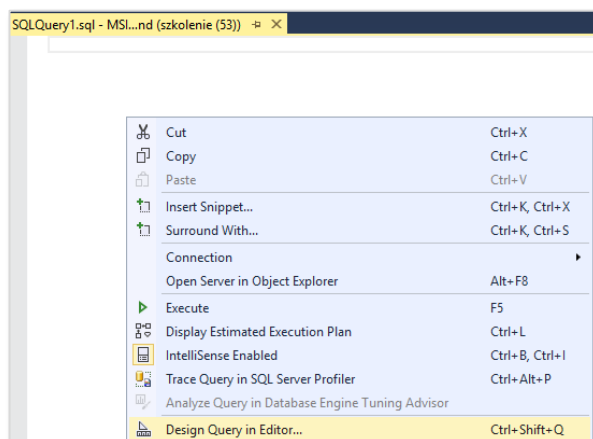 SQLQuery1.sql - MSI...nd (szkolenie (53))
Cut Ctrl+X
Copy Ctrl+C
Paste Ctrl+V
Insert Snippet... Ctrl+K, Ctrl+X
Surround With... Ctrl+K, Ctrl+S
Connection
Open Server in Object Explorer Alt+F8
Execute F5
Display Estimated Execution Plan Ctrl+L
IntelliSense Enabled Ctrl+B, Ctrl+I
Trace Query in SQL Server Profiler Ctrl+Alt+P
Analyze Query in Database Engine Tuning Advisor
Design Query in Editor... Ctrl+Shift+Q